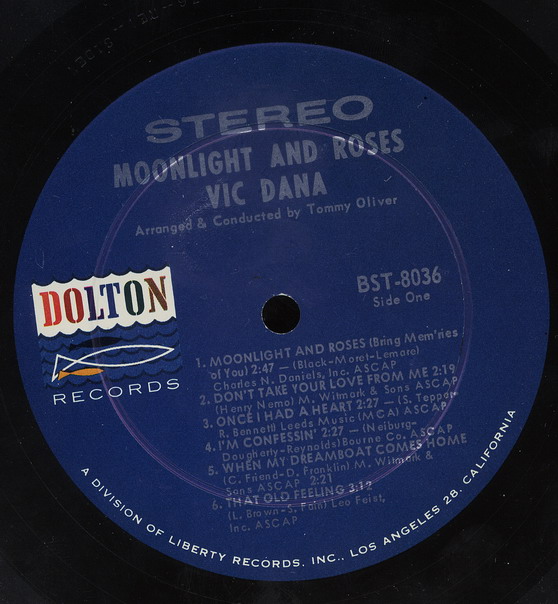 STEREO
MOONLIGHT AND ROSES
VIC DANA
Arranged & Conducted by Tommy Oliver
BST-8036
Side One
DOLTON
RECORDS
1. MOONLIGHT AND ROSES (Bring Mem'ries
of You) 2:47 — (Black-Moret-Lemare)
Charles N. Daniels, Inc. ASCAP
2. DON'T TAKE YOUR LOVE FROM ME 2:19
(Henry Nemo) M. Witmark & Sons ASCAP
3. ONCE I HAD A HEART 2:27 — (S. Tepper-
R. Bennett) Leeds Music (MCA) ASCAP
4. I'M CONFESSIN' 2:27 — (Neiburg-
Dougherty-Reynolds) Bourne Co. ASCAP
5. WHEN MY DREAMBOAT COMES HOME
(C. Friend-D. Franklin) M. Witmark &
Sons ASCAP 2:21
6. THAT OLD FEELING 3:12
(L. Brown-S. Fain) Leo Feist,
Inc. ASCAP
A DIVISION OF LIBERTY RECORDS. INC., LOS ANGELES 28, CALIFORNIA